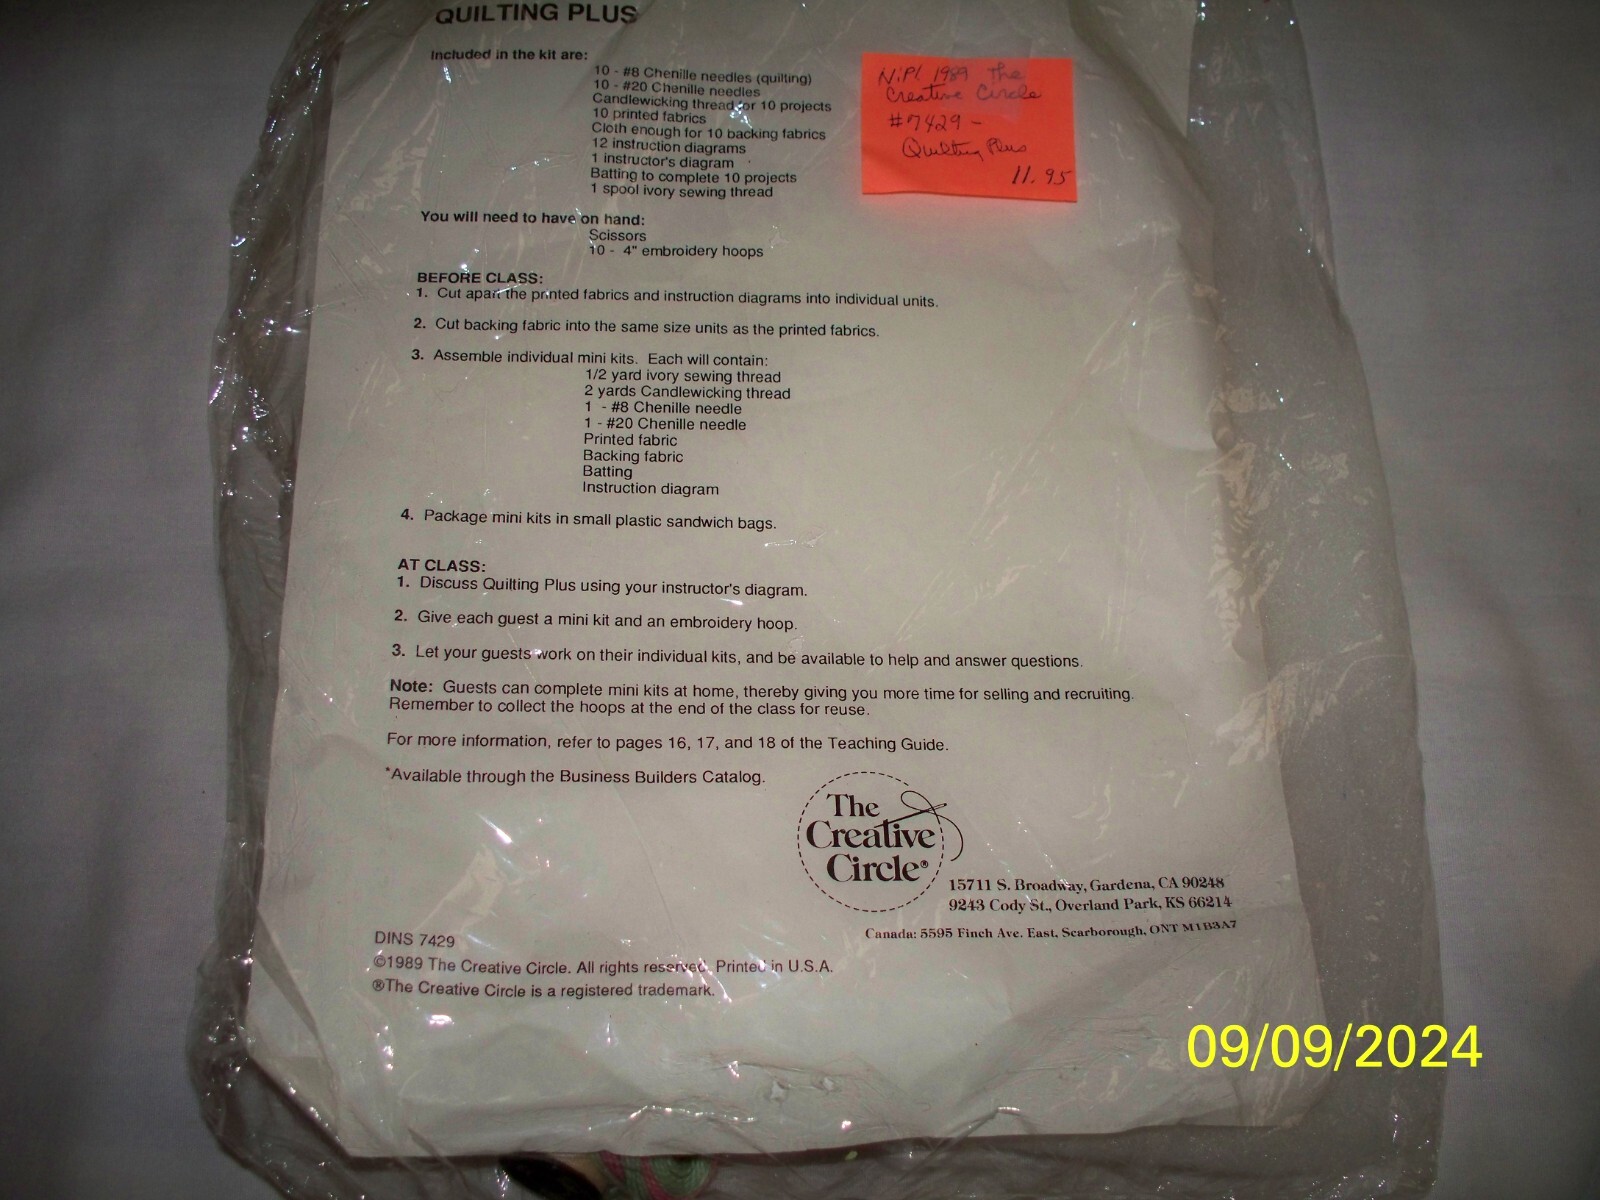 QUILTING PLUS
Included in the kit are:
10 - #8 Chenille needles (quilting)
10 - #20 Chenille needles
Candlewicking thread for 10 projects
10 printed fabrics
Cloth enough for 10 backing fabrics
12 instruction diagrams
1 instructor's diagram
Batting to complete 10 projects
1 spool ivory sewing thread
N.P! 1989 The
Creative Circle
#7429 -
Quilting Plus
11.95
You will need to have on hand:
Scissors
10 - 4" embroidery hoops
BEFORE CLASS:
1. Cut apart the printed fabrics and instruction diagrams into individual units.
2. Cut backing fabric into the same size units as the printed fabrics.
3. Assemble individual mini kits. Each will contain:
1/2 yard ivory sewing thread
2 yards Candlewicking thread
1 - #8 Chenille needle
1 - #20 Chenille needle
Printed fabric
Backing fabric
Batting
Instruction diagram
4. Package mini kits in small plastic sandwich bags.
AT CLASS:
1. Discuss Quilting Plus using your instructor's diagram.
2. Give each guest a mini kit and an embroidery hoop.
3. Let your guests work on their individual kits, and be available to help and answer questions.
Note: Guests can complete mini kits at home, thereby giving you more time for selling and recruiting.
Remember to collect the hoops at the end of the class for reuse.
For more information, refer to pages 16, 17, and 18 of the Teaching Guide.
*Available through the Business Builders Catalog.
The
Creative
Circle®
15711 S. Broadway, Gardena, CA 90248
9243 Cody St., Overland Park, KS 66214
Canada: 5595 Finch Ave. East, Scarborough, ONT M1B3A7
DINS 7429
©1989 The Creative Circle. All rights reserved. Printed in U.S.A.
®The Creative Circle is a registered trademark.
09/09/2024